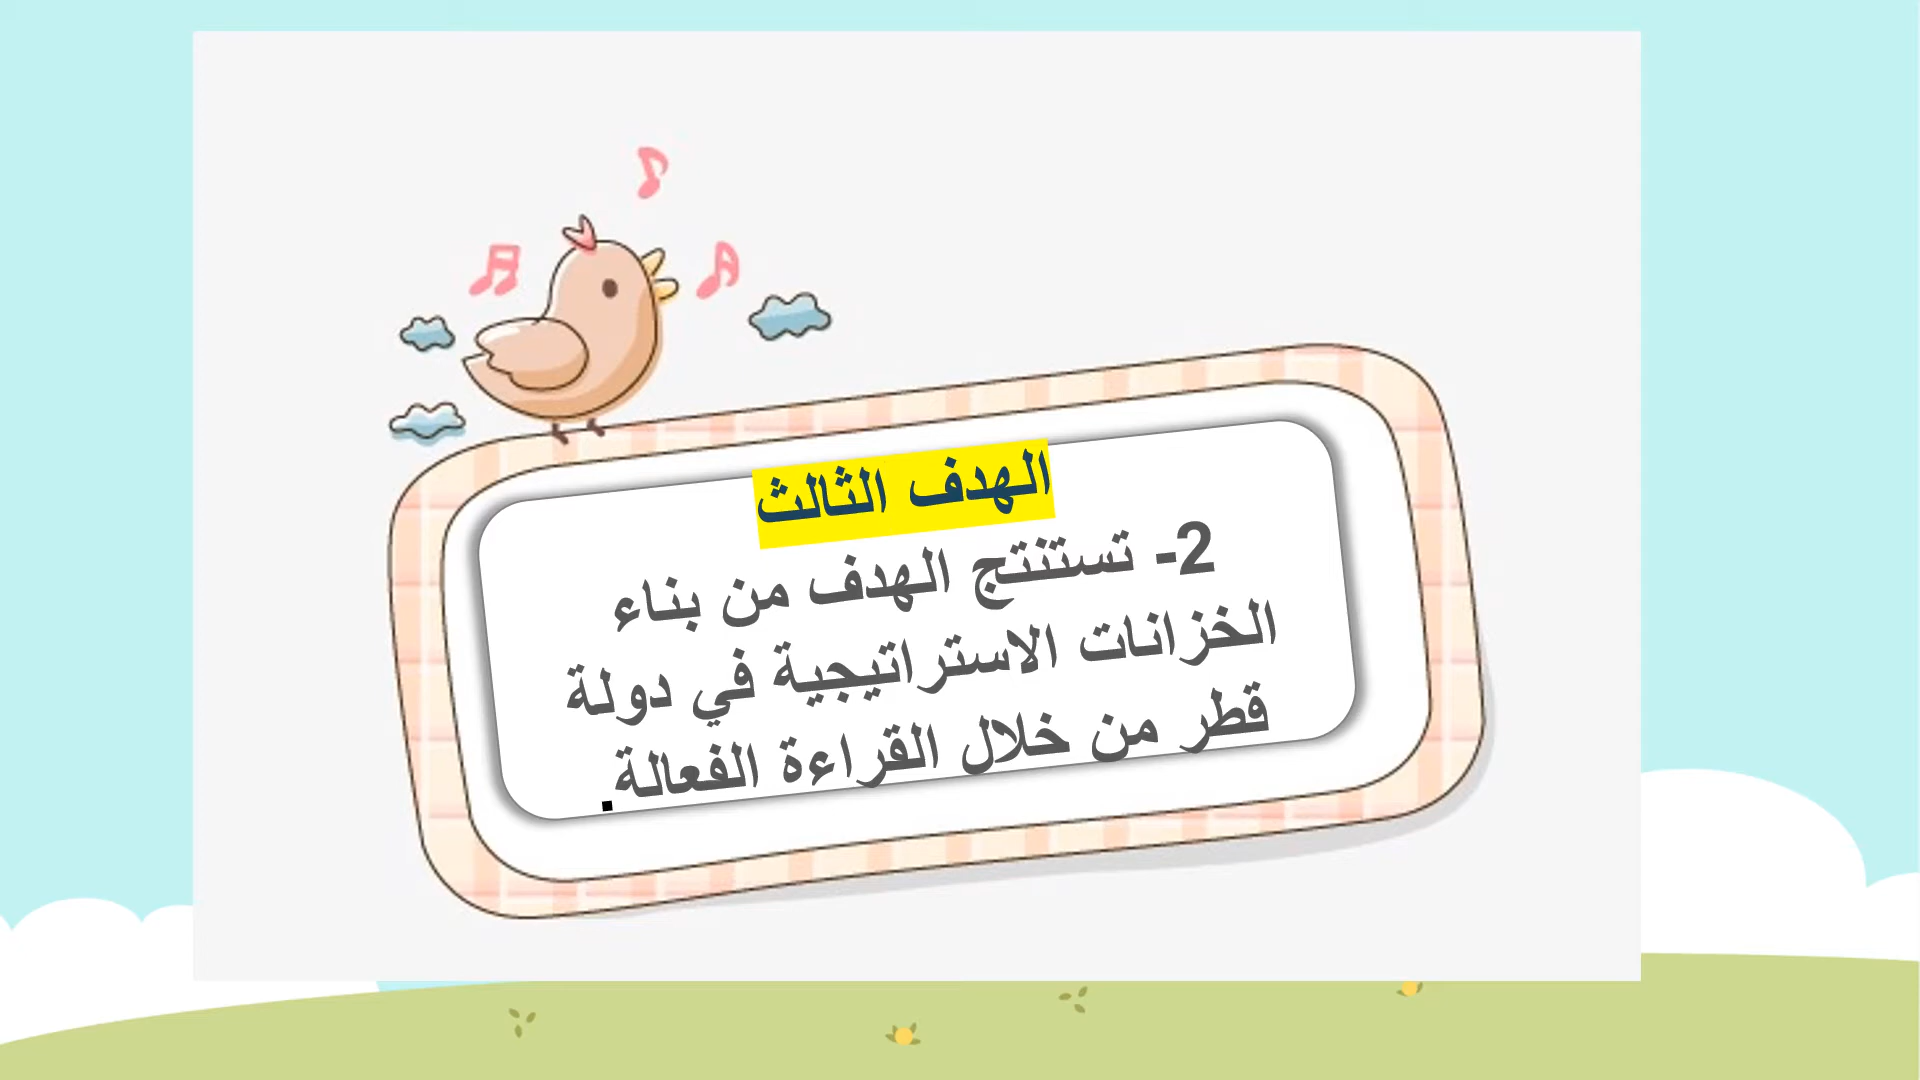 الهدف الثالث
2- تستنتج الهدف من بناء
الخزانات الاستراتيجية في دولة
قطر من خلال القراءة الفعالة.